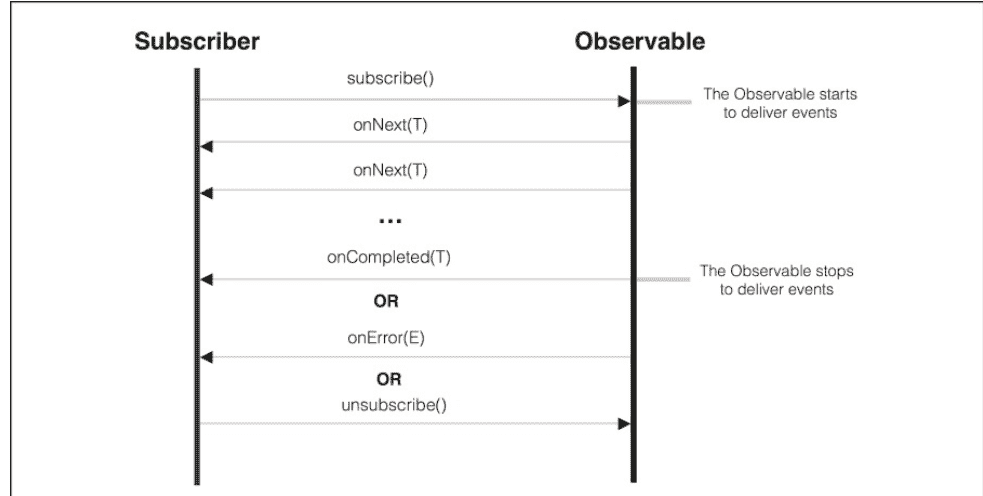 Subscriber
Observable
subscribe()
The Observable starts
to deliver events
onNext(T)
onNext(T)
...
onCompleted(T)
The Observable stops
to deliver events
OR
onError(E)
OR
unsubscribe()